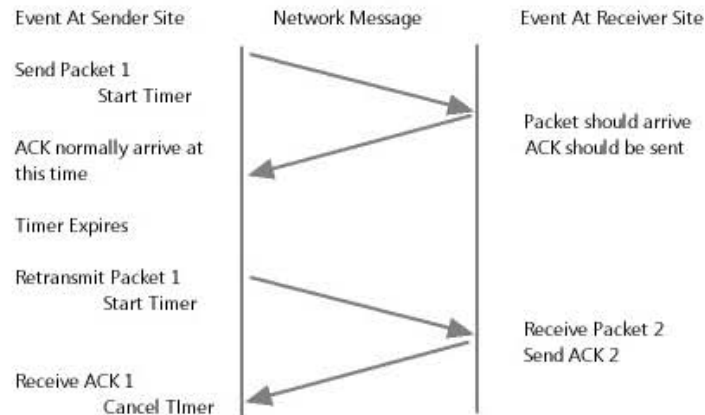 Event At Sender Site
Network Message
Event At Receiver Site
Send Packet 1
Start Timer
Packet should arrive
ACK should be sent
ACK normally arrive at
this time
Timer Expires
Retransmit Packet 1
Start Timer
Receive Packet 2
Send ACK 2
Receive ACK 1
Cancel TImer